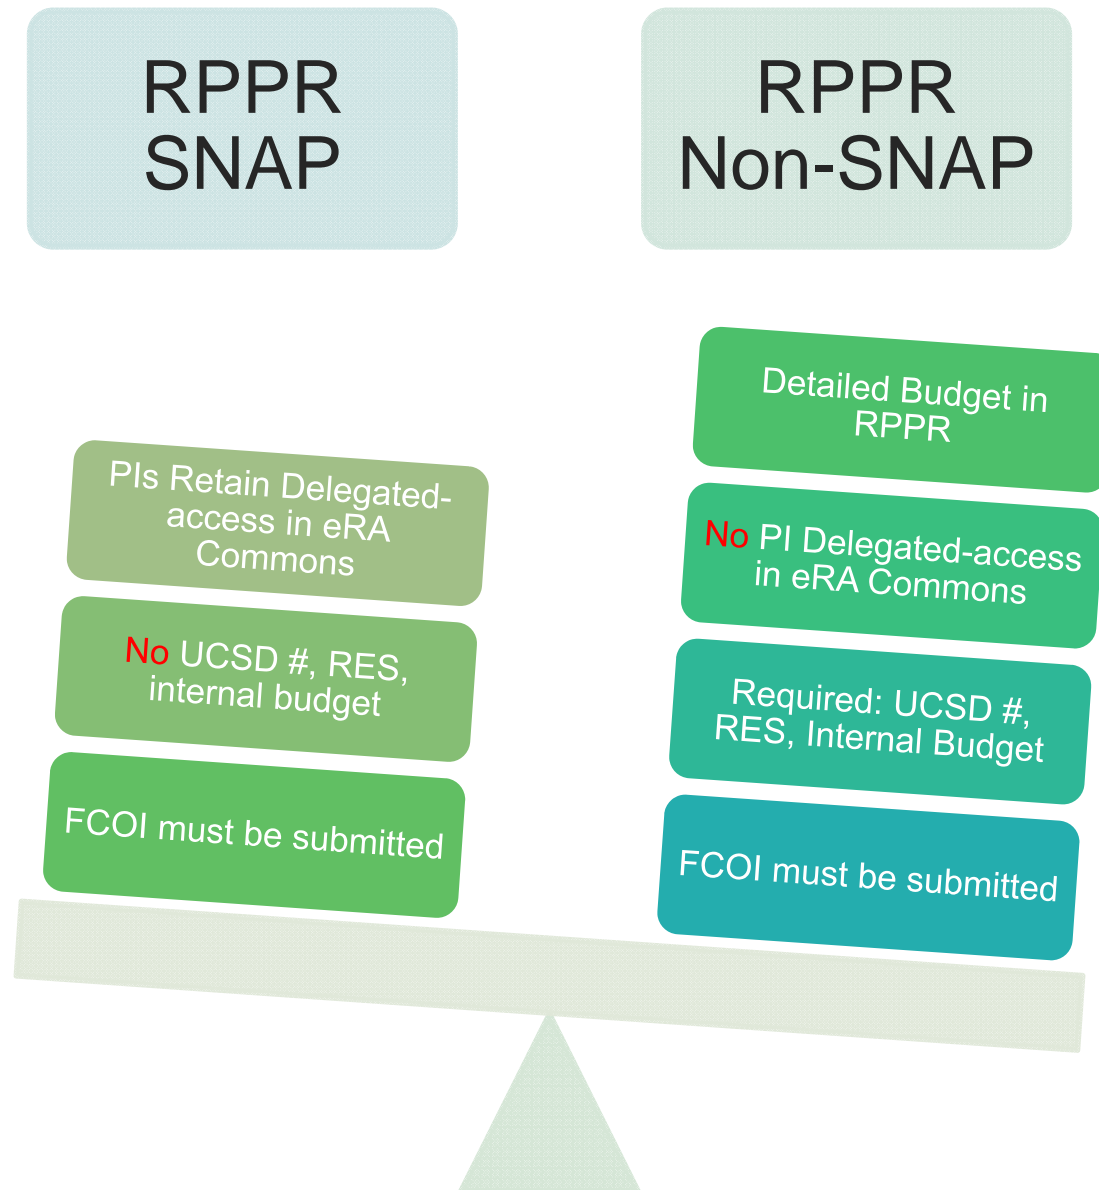 RPPR
SNAP
RPPR
Non-SNAP
PIs Retain Delegated-
access in eRA
Commons
No UCSD #, RES,
internal budget
FCOI must be submitted
Detailed Budget in
RPPR
No PI Delegated-access
in eRA Commons
Required: UCSD #,
RES, Internal Budget
FCOI must be submitted